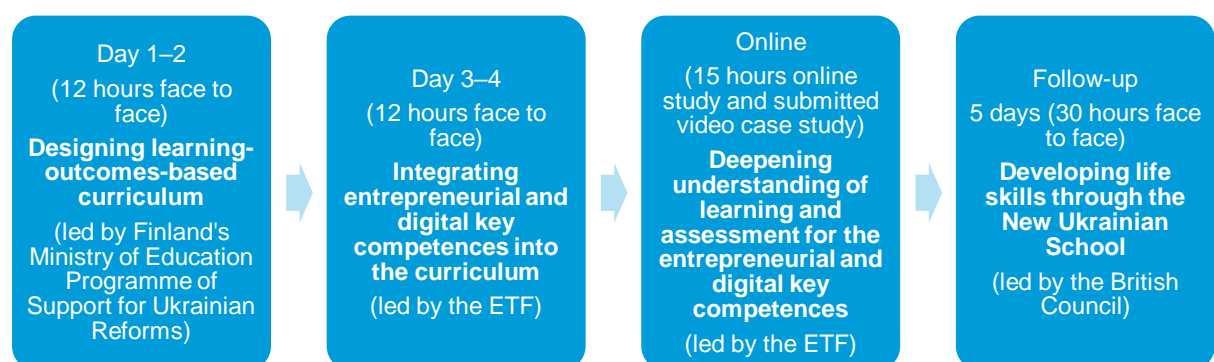 Day 1–2
(12 hours face to
face)
Designing learning-
outcomes-based
curriculum
(led by Finland's
Ministry of Education
Programme of
Support for Ukrainian
Reforms)
Day 3–4
(12 hours face to
face)
Integrating
entrepreneurial and
digital key
competences into
the curriculum
(led by the ETF)
Online
(15 hours online
study and submitted
video case study)
Deepening
understanding of
learning and
assessment for the
entrepreneurial and
digital key
competences
(led by the ETF)
Follow-up
5 days (30 hours face
to face)
Developing life
skills through the
New Ukrainian
School
(led by the British
Council)